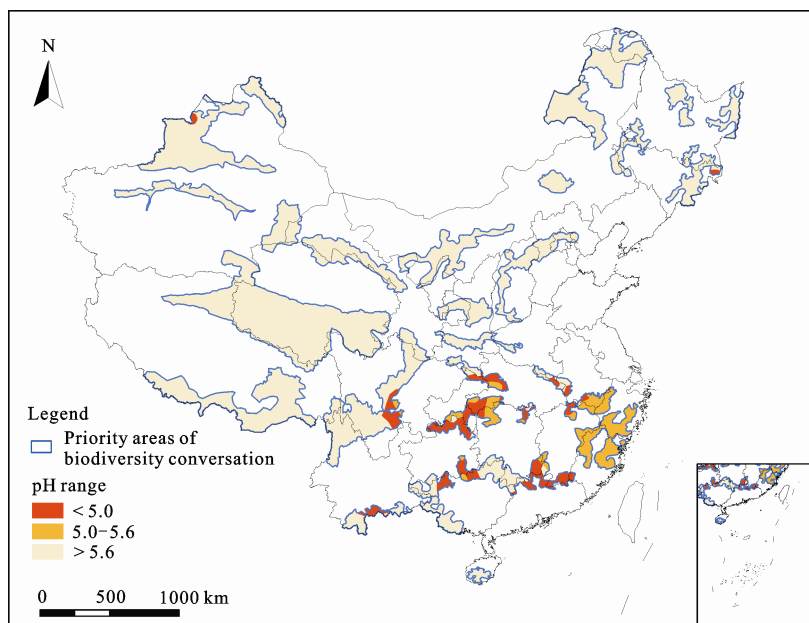 N
Legend
Priority areas of
biodiversity conversation
pH range
< 5.0
5.0–5.6
> 5.6
0 500 1000 km